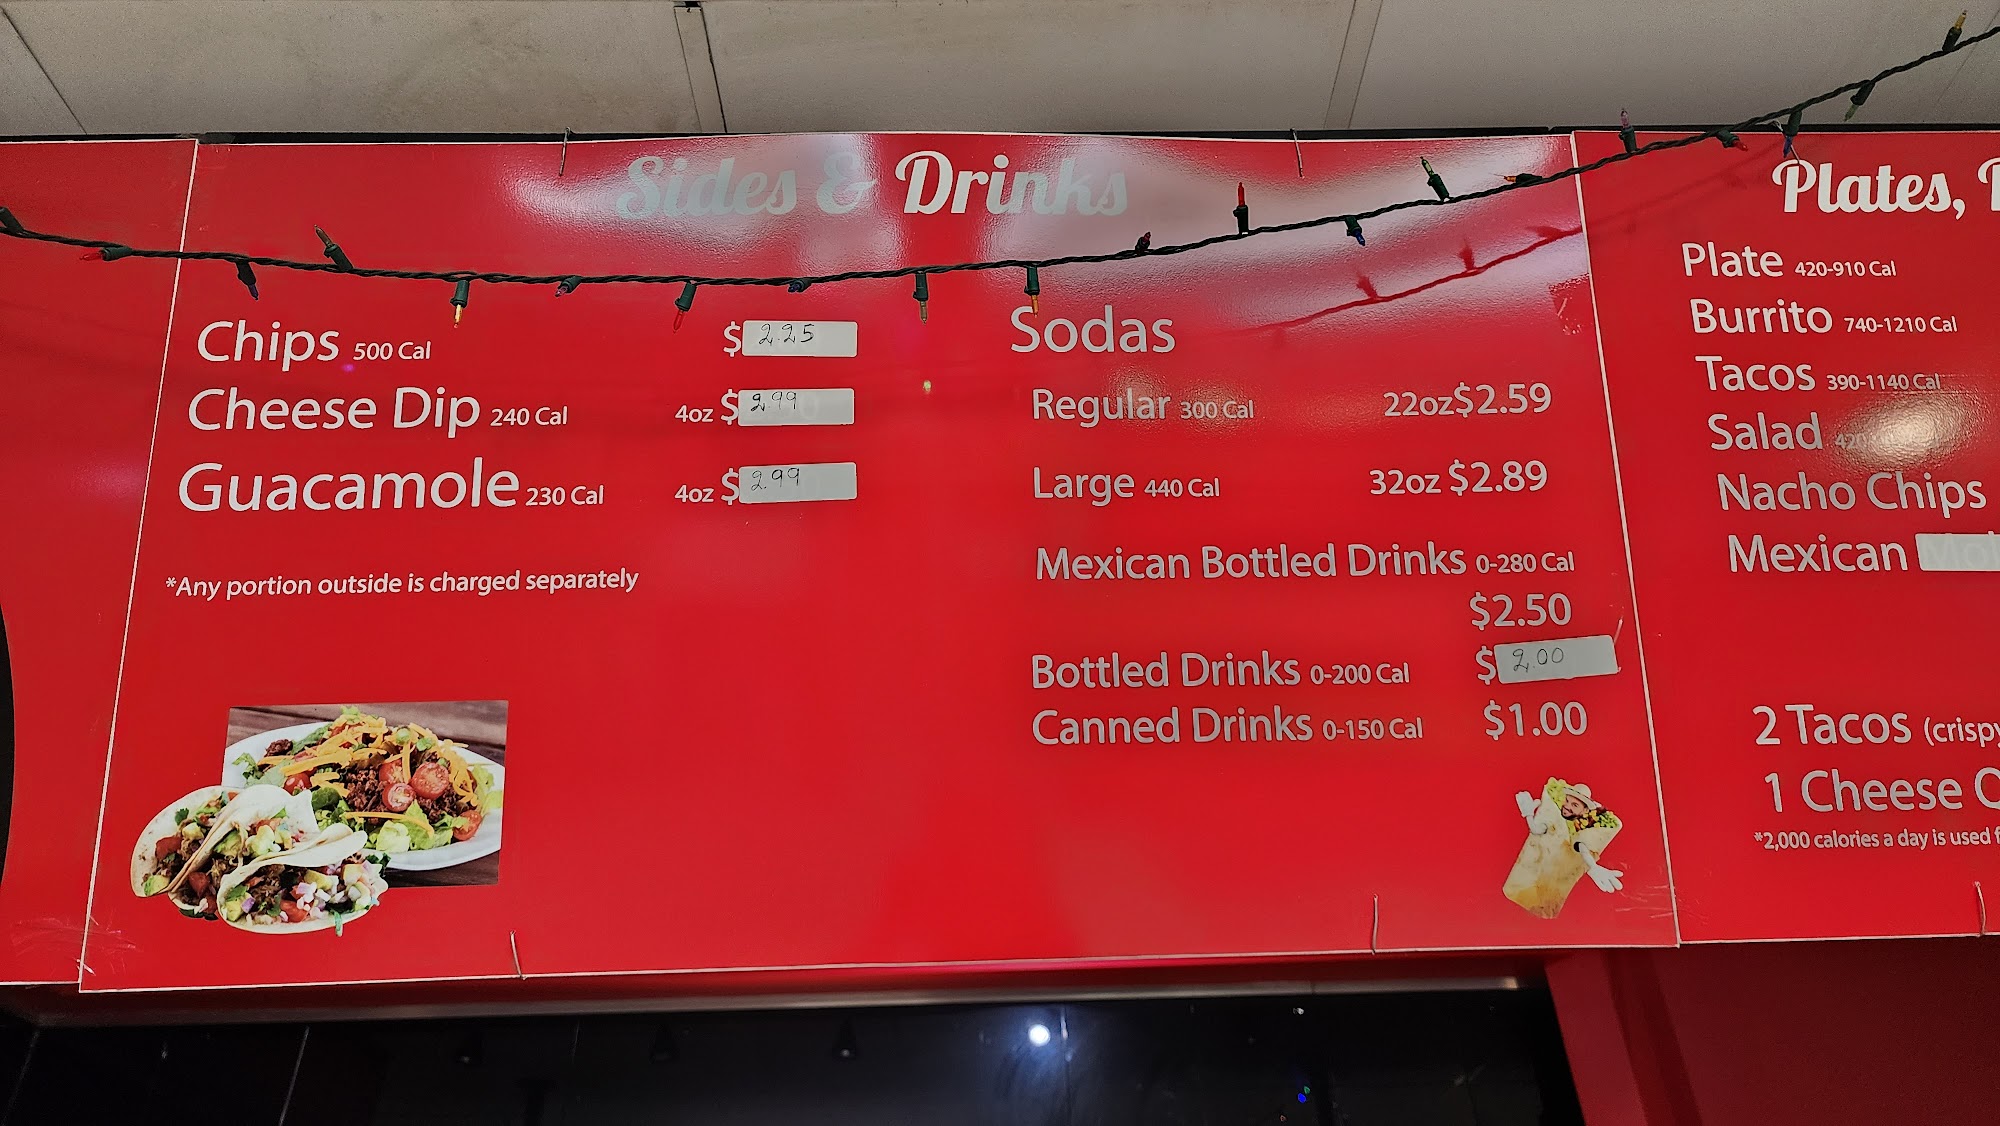 Sides & Drinks
Chips 500 Cal $ 2.25
Cheese Dip 240 Cal 4oz $ 2.99
Guacamole 230 Cal 4oz $ 2.99
*Any portion outside is charged separately
Sodas
Regular 300 Cal 22oz $2.59
Large 440 Cal 32oz $2.89
Mexican Bottled Drinks 0-280 Cal
$2.50
Bottled Drinks 0-200 Cal $ 2.00
Canned Drinks 0-150 Cal $1.00
Plates,
Plate 420-910 Cal
Burrito 740-1210 Cal
Tacos 390-1140 Cal
Salad 420
Nacho Chips
Mexican
2 Tacos (crispy
1 Cheese
*2,000 calories a day is used